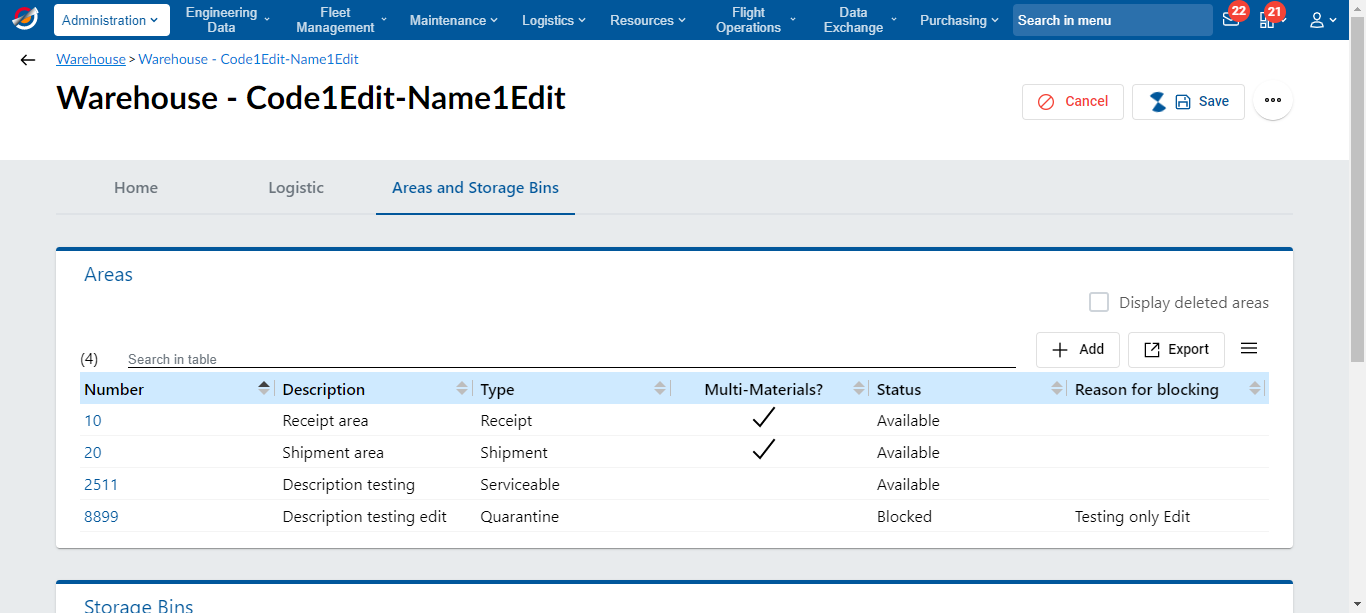 Administration
Engineering Data
Fleet Management
Maintenance
Logistics
Resources
Flight Operations
Data Exchange
Purchasing
Search in menu
22
21
Warehouse > Warehouse - Code1Edit-Name1Edit
Warehouse - Code1Edit-Name1Edit
Cancel
Save
Home
Logistic
Areas and Storage Bins
Areas
Display deleted areas
(4)
Search in table
Add
Export
Number Description Type Multi-Materials? Status Reason for blocking
10 Receipt area Receipt Available
20 Shipment area Shipment Available
2511 Description testing Serviceable Available
8899 Description testing edit Quarantine Blocked Testing only Edit
Storage Bins